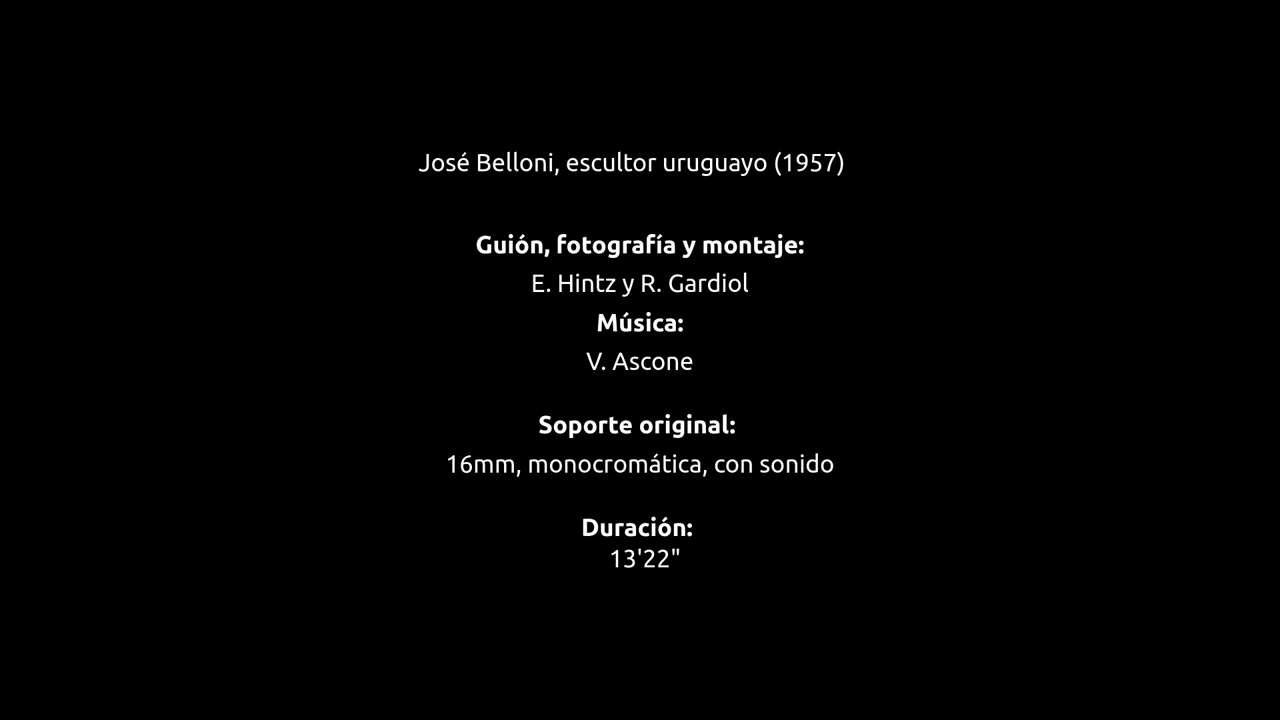 José Belloni, escultor uruguayo (1957)
Guión, fotografía y montaje:
E. Hintz y R. Gardiol
Música:
V. Ascone
Soporte original:
16mm, monocromática, con sonido
Duración:
13'22"